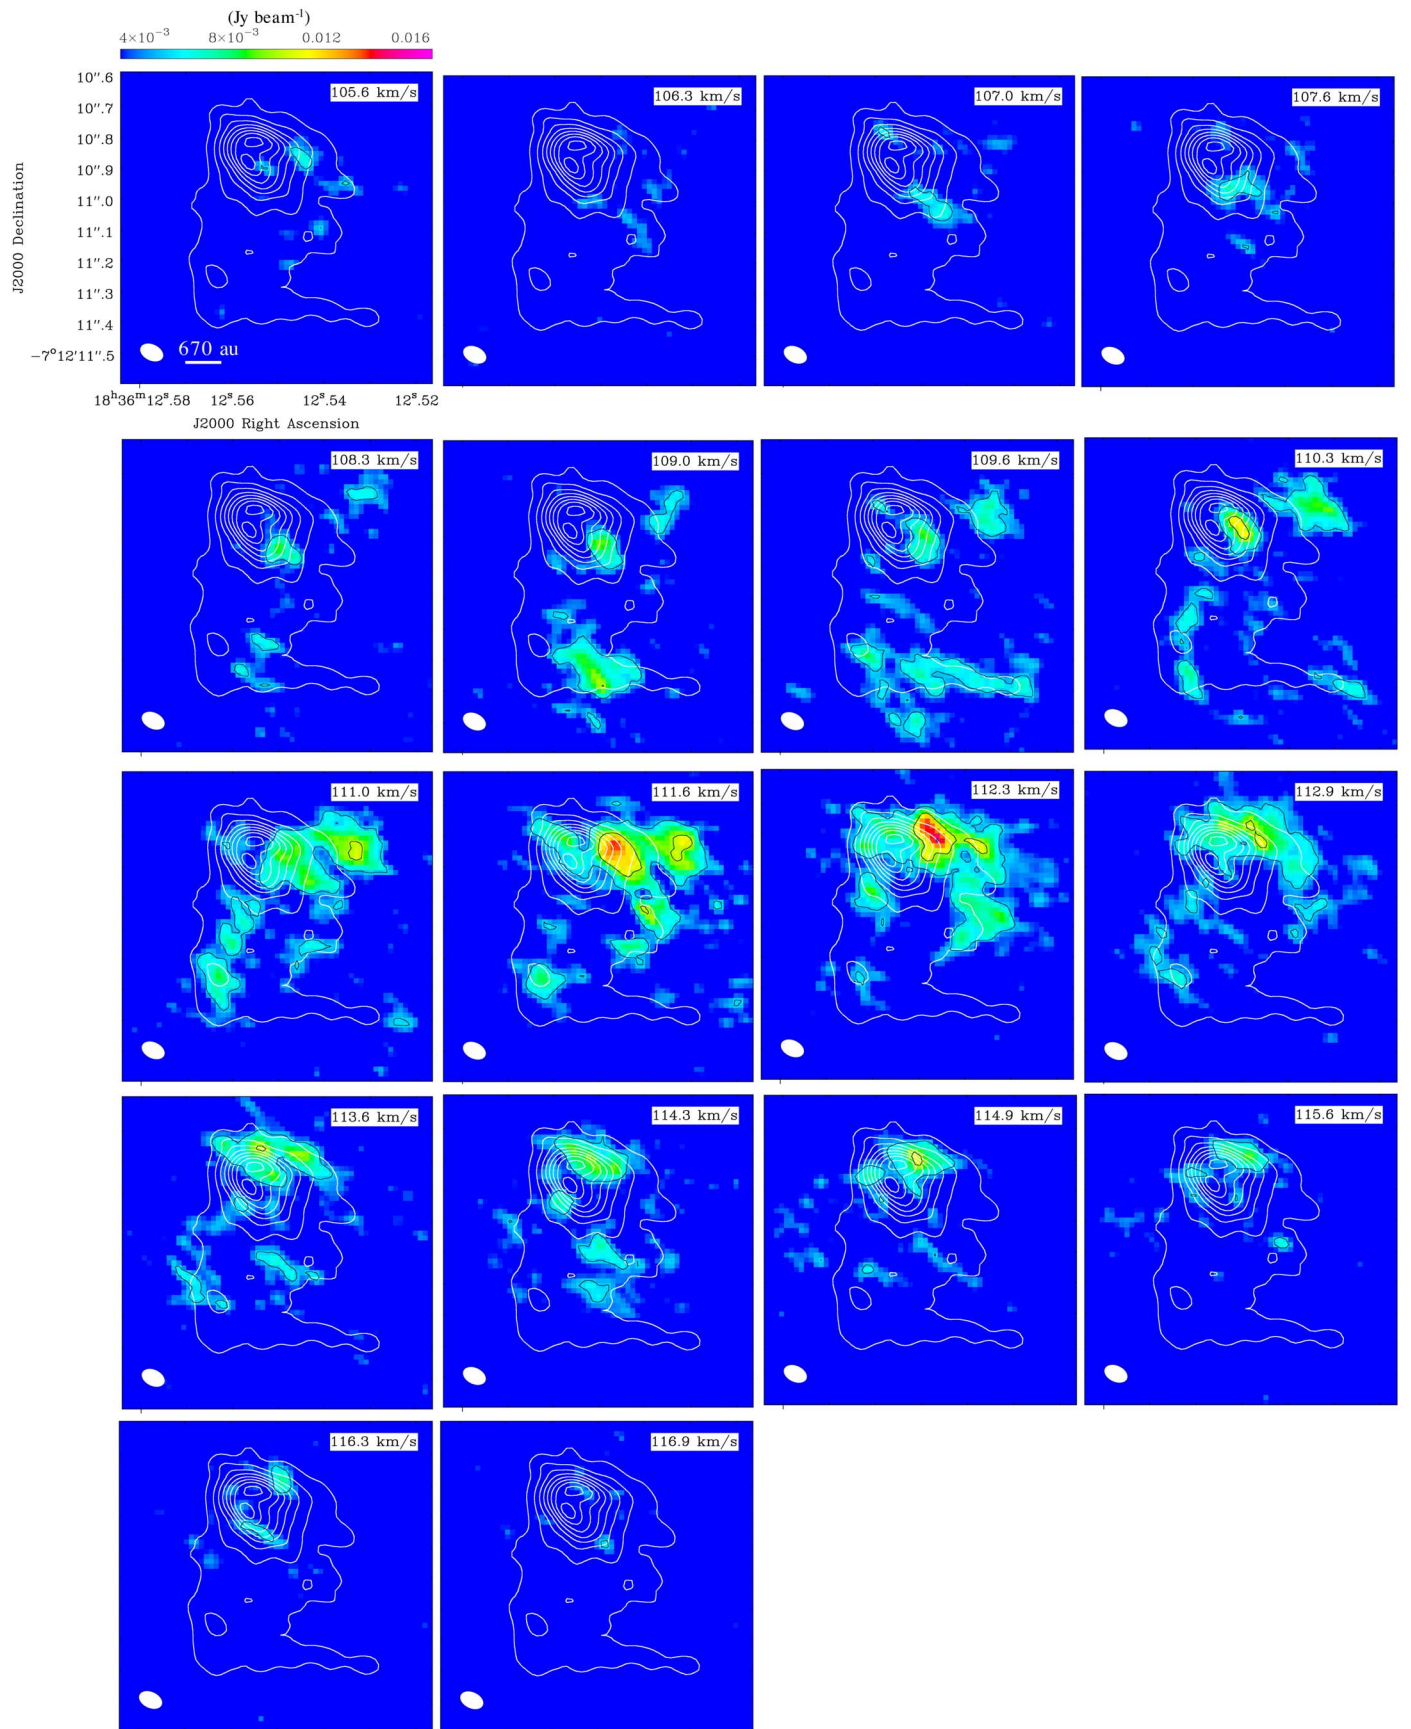 (Jy beam⁻¹)
4×10⁻³ 8×10⁻³ 0.012 0.016
105.6 km/s 106.3 km/s 107.0 km/s 107.6 km/s
10″.6
10″.7
10″.8
10″.9
11″.0
11″.1
11″.2
11″.3
11″.4
−7°12′11″.5
J2000 Declination
670 au
18ʰ36ᵐ12ˢ.58 12ˢ.56 12ˢ.54 12ˢ.52
J2000 Right Ascension
108.3 km/s 109.0 km/s 109.6 km/s 110.3 km/s
111.0 km/s 111.6 km/s 112.3 km/s 112.9 km/s
113.6 km/s 114.3 km/s 114.9 km/s 115.6 km/s
116.3 km/s 116.9 km/s